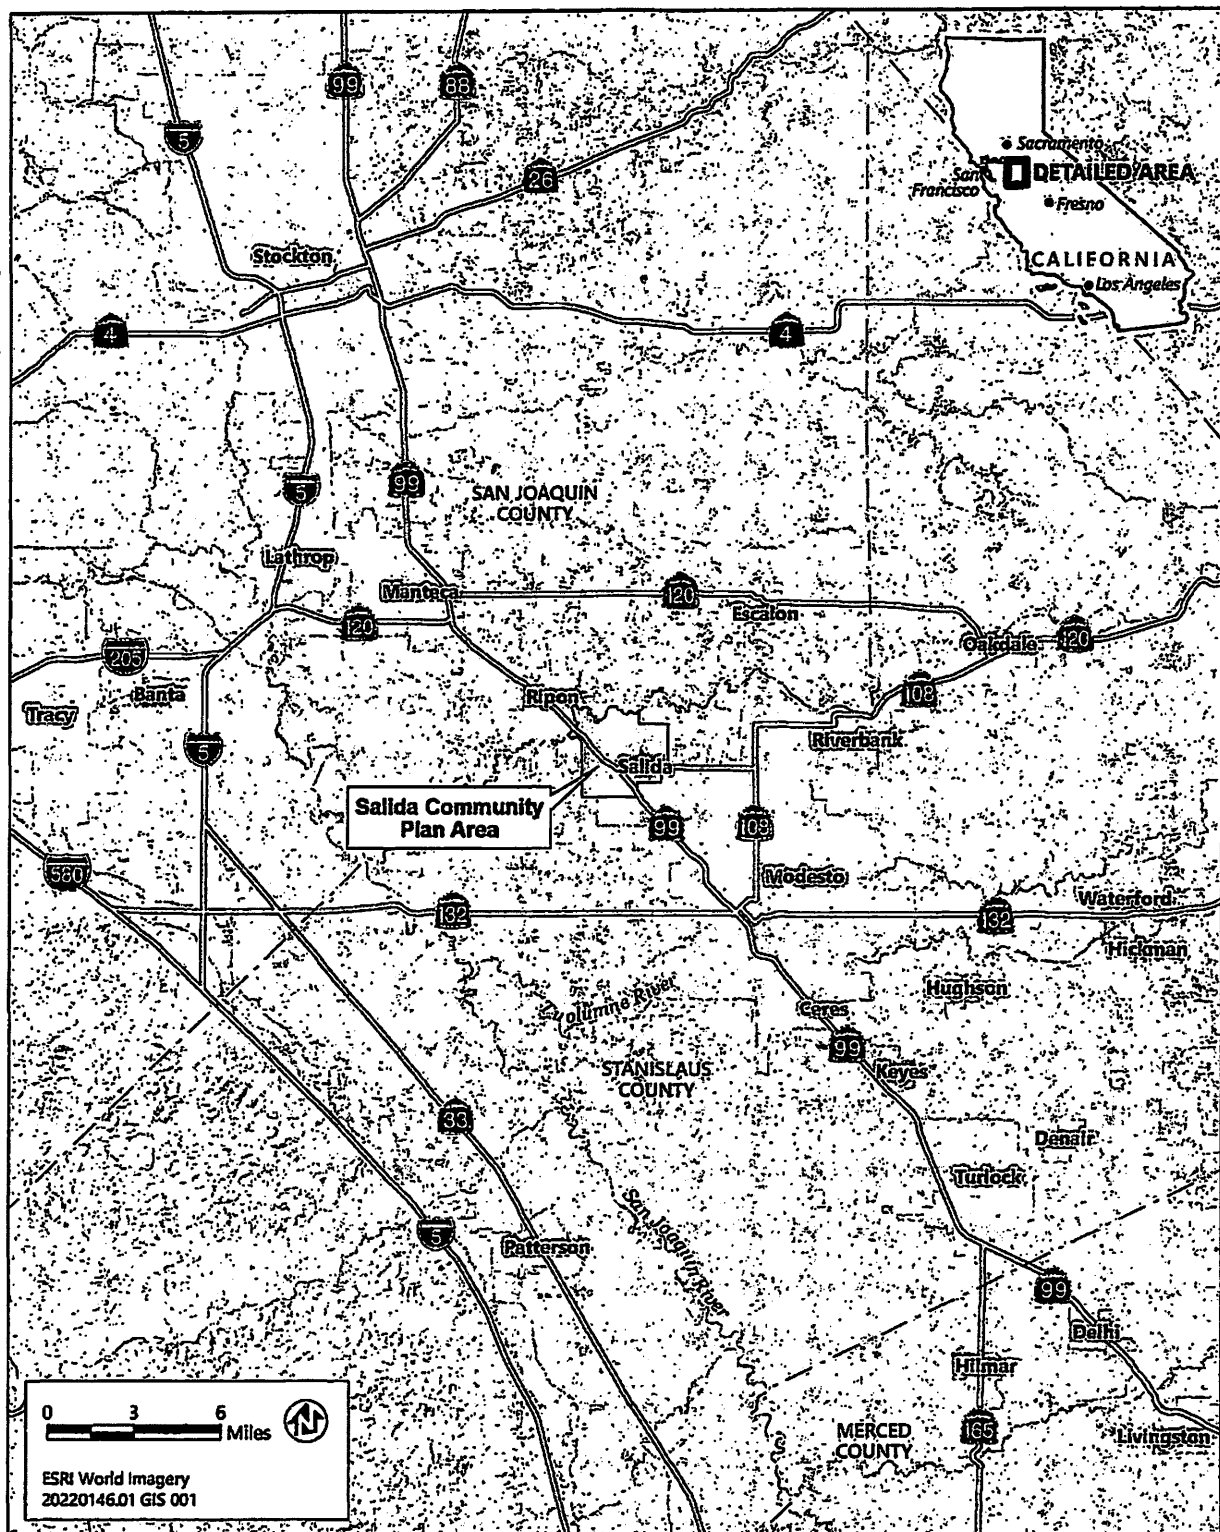 99
88
5
26
Sacramento
San
Francisco
DETAILED AREA
Fresno
CALIFORNIA
Los Angeles
Stockton
4
4
5
99
SAN JOAQUIN
COUNTY
Lathrop
Manteca
120
Escalon
120
Oakdale
120
205
Banta
Tracy
Ripon
108
Riverbank
5
Salida
Salida Community
Plan Area
99
108
580
Modesto
132
Waterford
132
Hickman
Hughson
Tolumne River
Ceres
99
STANISLAUS
COUNTY
Keyes
33
Denair
Turlock
San Joaquin River
5
Patterson
99
Delhi
Hilmar
MERCED
COUNTY
165
Livingston
0 3 6
Miles
N
ESRI World Imagery
20220146.01 GIS 001